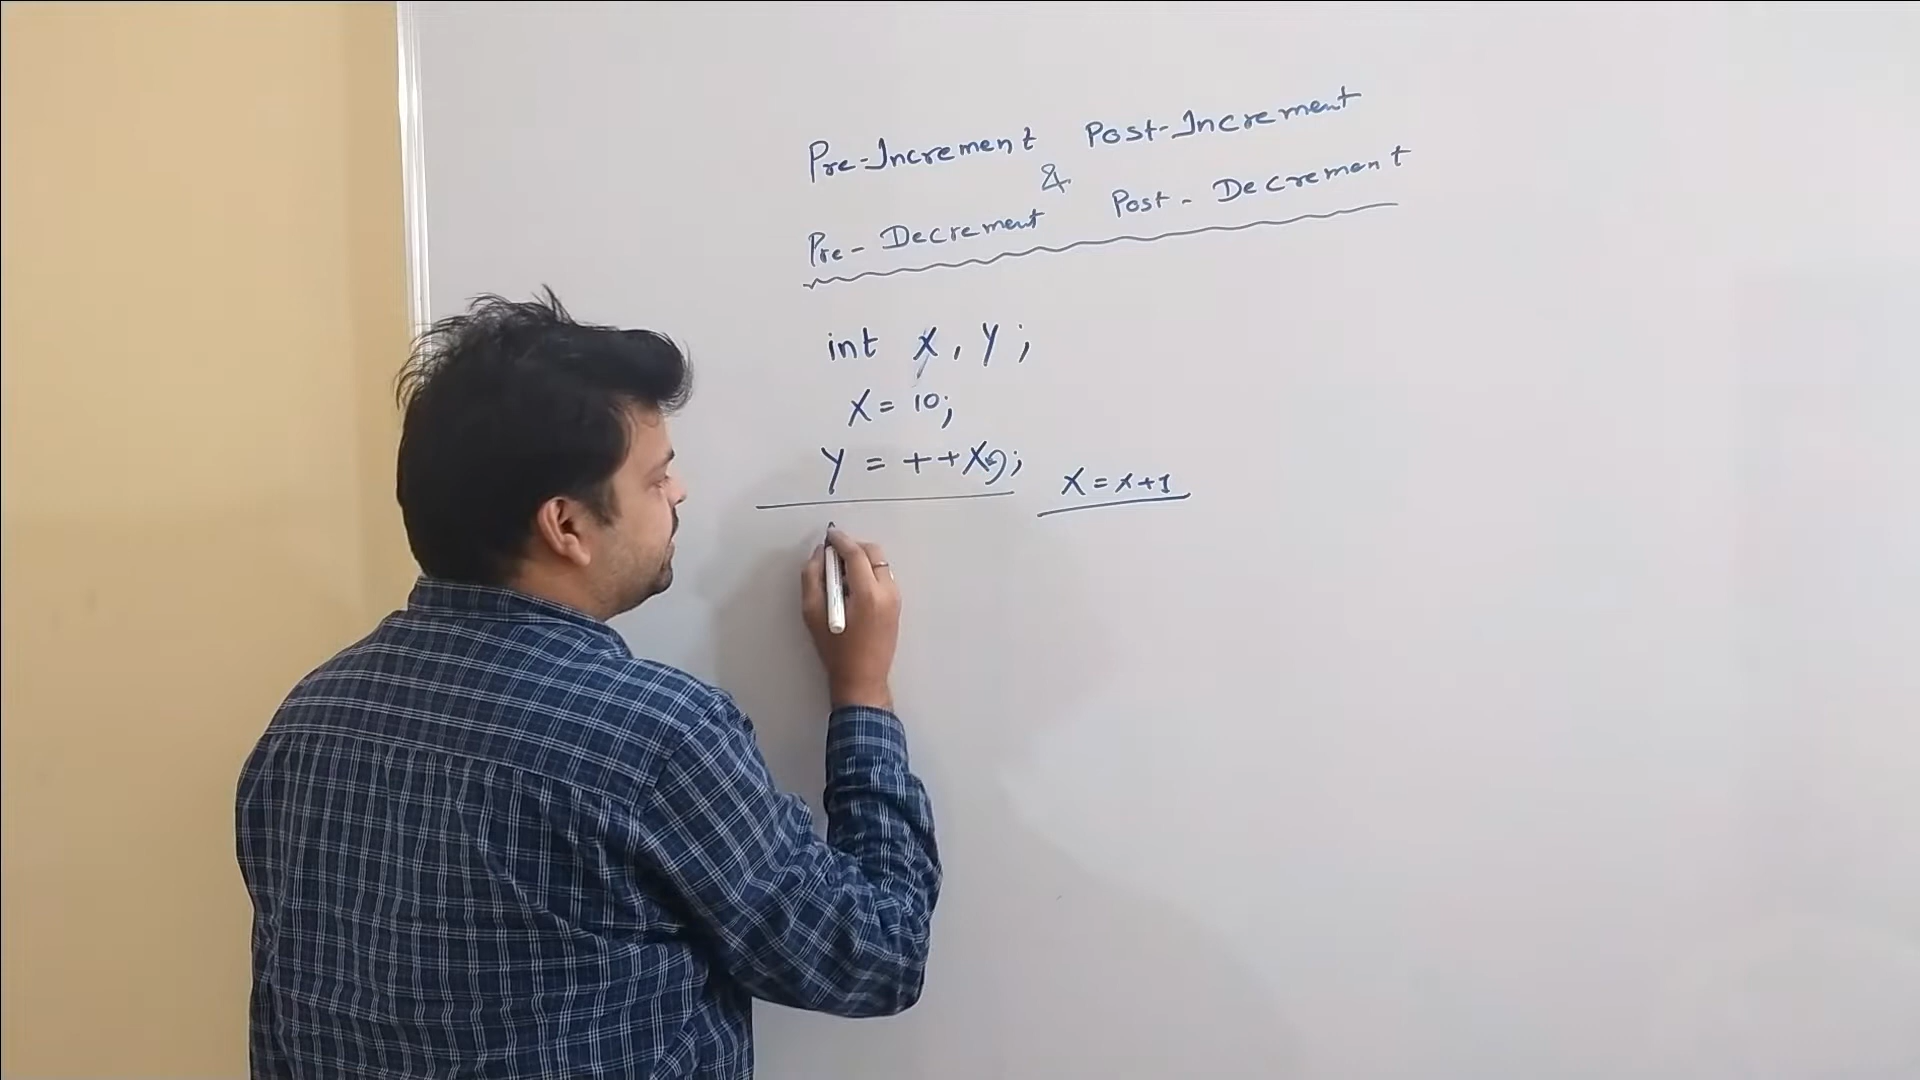 Pre-Increment Post-Increment
&
Pre-Decrement Post-Decrement
int X, Y;
X = 10;
Y = ++X;
X = x+1